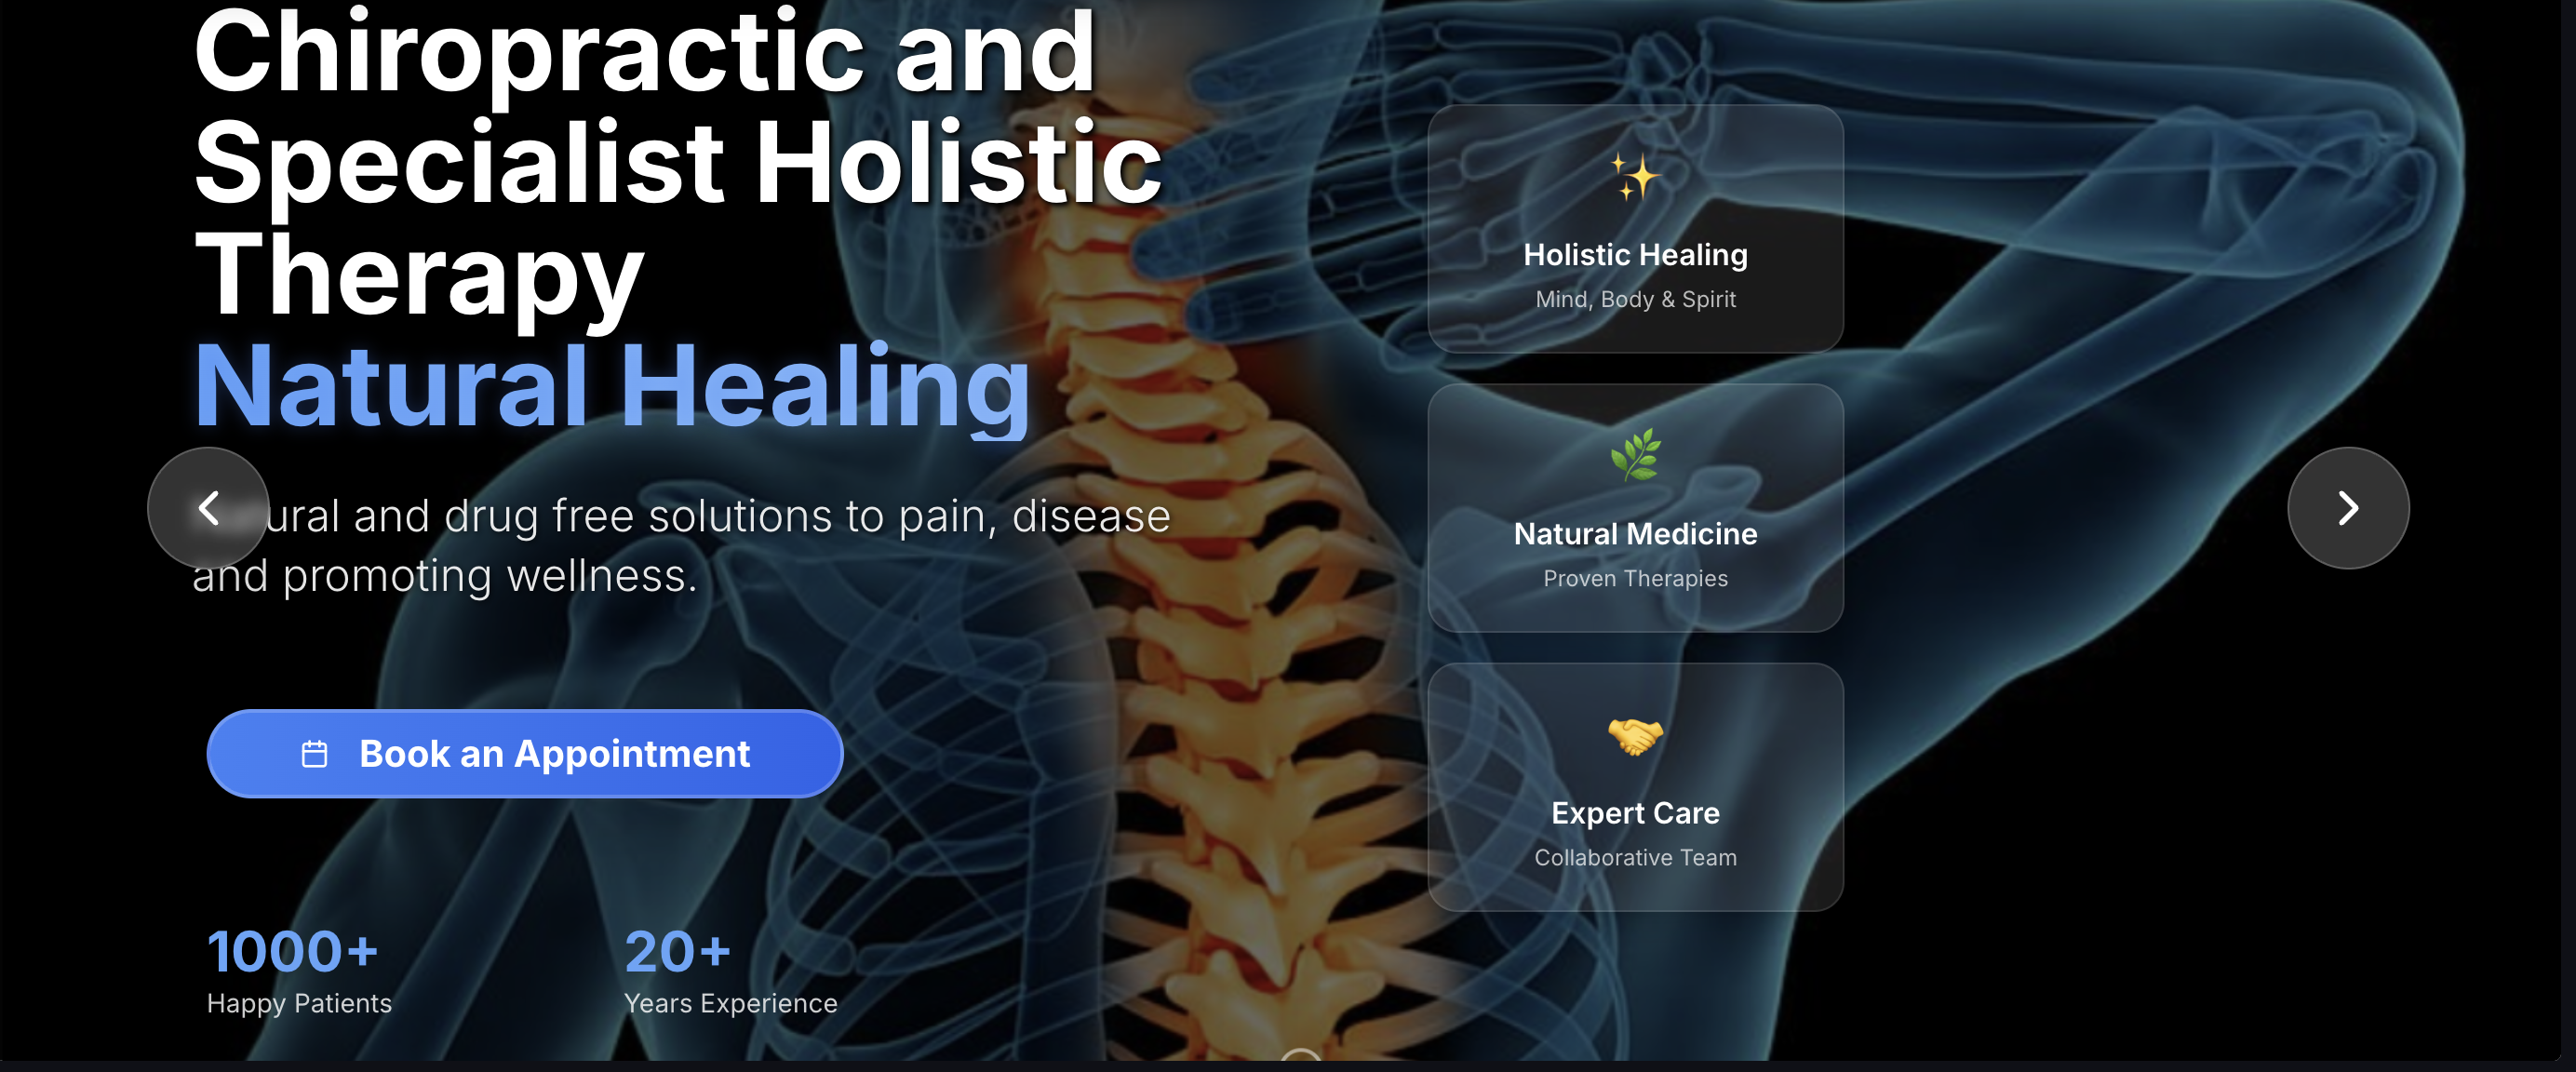 Chiropractic and
Specialist Holistic
Therapy
Natural Healing
ural and drug free solutions to pain, disease
and promoting wellness.
Book an Appointment
1000+
Happy Patients
20+
Years Experience
✨
Holistic Healing
Mind, Body & Spirit
🌿
Natural Medicine
Proven Therapies
🤝
Expert Care
Collaborative Team